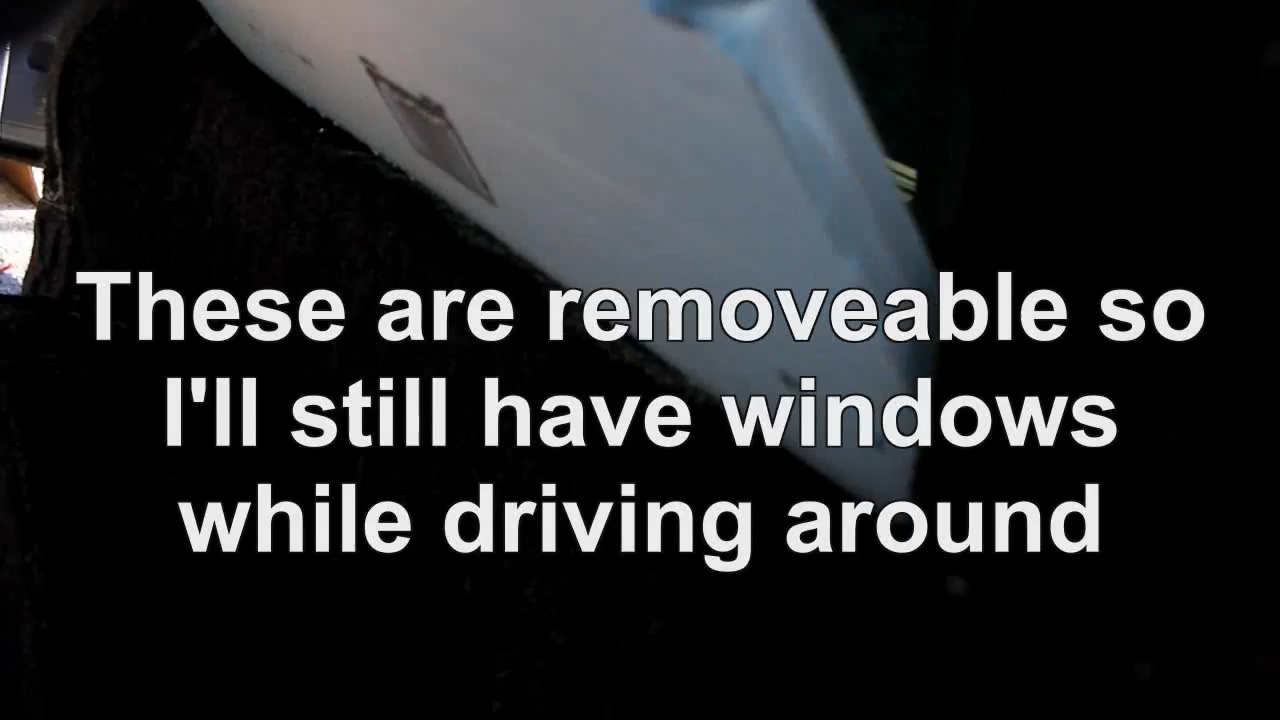 These are removeable so
I'll still have windows
while driving around